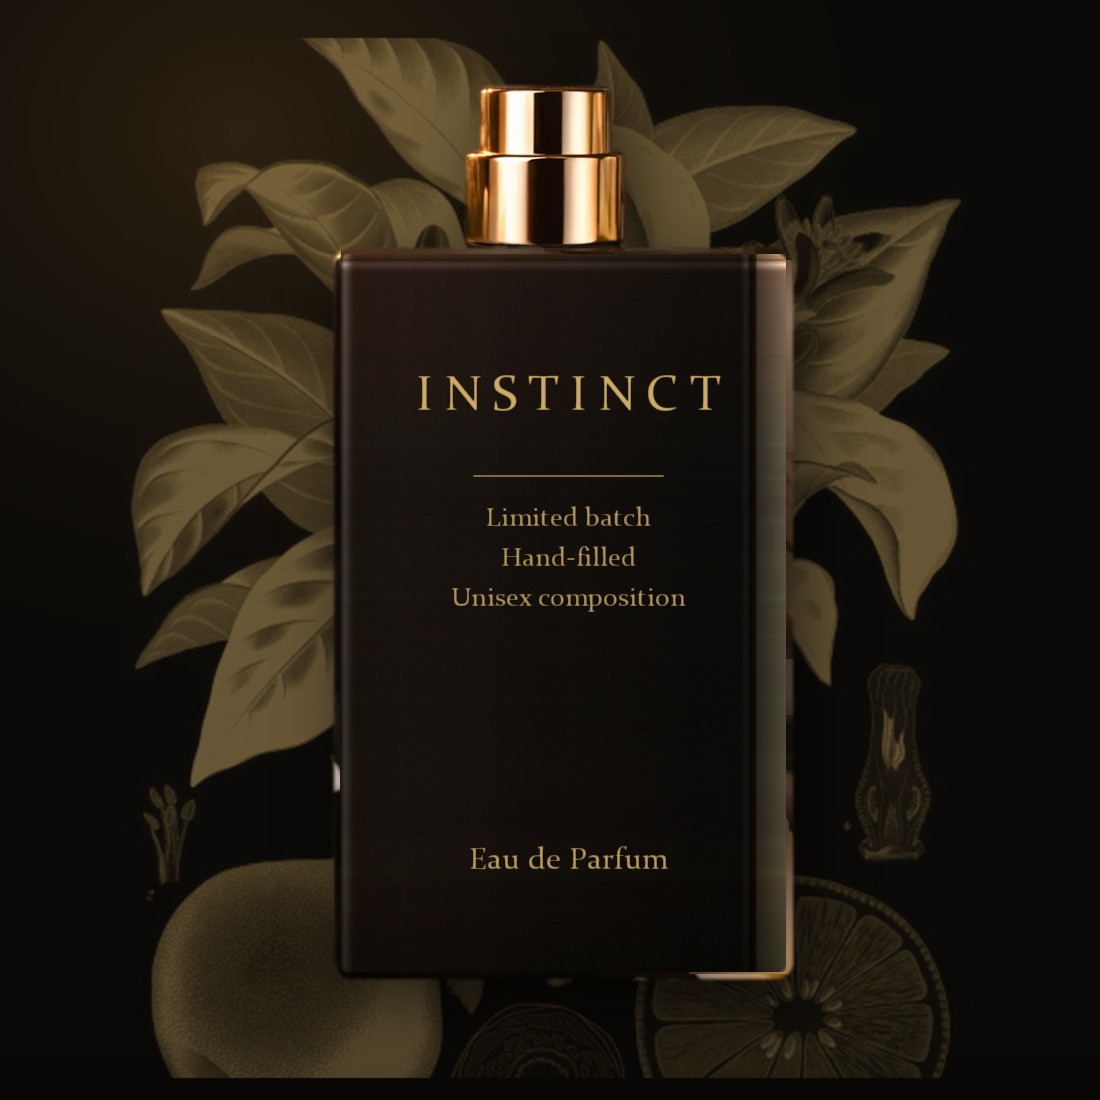 INSTINCT
Limited batch
Hand-filled
Unisex composition
Eau de Parfum